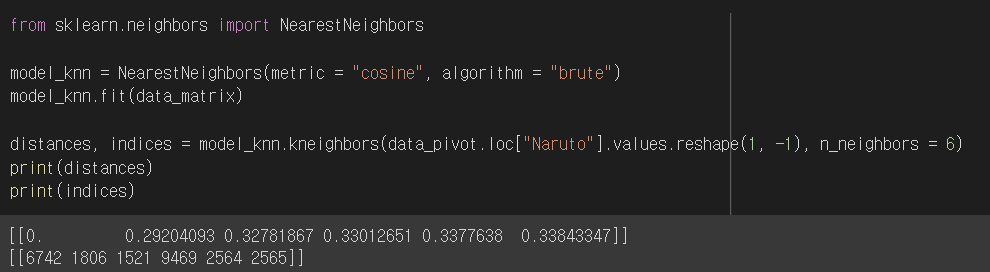 from sklearn.neighbors import NearestNeighbors
model_knn = NearestNeighbors(metric = "cosine", algorithm = "brute")
model_knn.fit(data_matrix)
distances, indices = model_knn.kneighbors(data_pivot.loc["Naruto"].values.reshape(1, -1), n_neighbors = 6)
print(distances)
print(indices)
[[0.         0.29204093 0.32781867 0.33012651 0.3377638  0.33843347]]
[[6742 1806 1521 9469 2564 2565]]